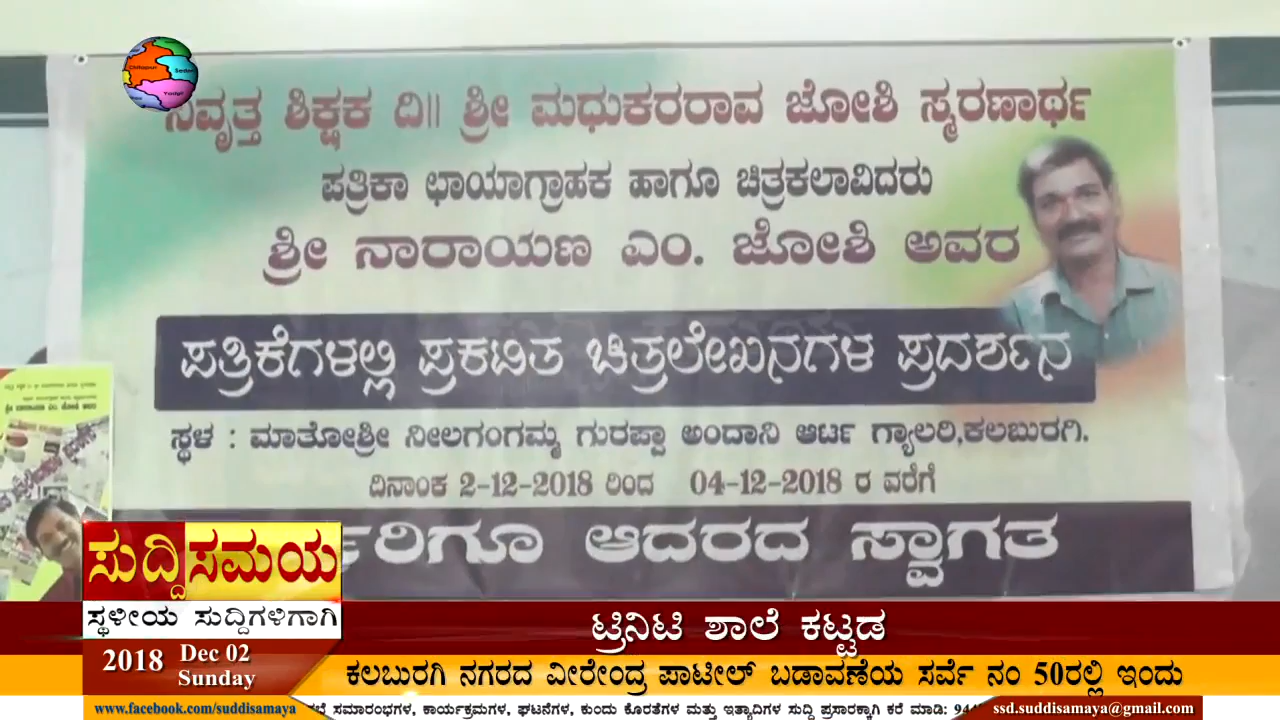 ನಿವೃತ್ತ ಶಿಕ್ಷಕ ದಿ|| ಶ್ರೀ ಮಧುಕರರಾವ ಜೋಶಿ ಸ್ಮರಣಾರ್ಥ
ಪತ್ರಿಕಾ ಛಾಯಾಗ್ರಾಹಕ ಹಾಗೂ ಚಿತ್ರಕಲಾವಿದರು
ಶ್ರೀ ನಾರಾಯಣ ಎಂ. ಜೋಶಿ ಅವರ
ಪತ್ರಿಕೆಗಳಲ್ಲಿ ಪ್ರಕಟಿತ ಚಿತ್ರಲೇಖನಗಳ ಪ್ರದರ್ಶನ
ಸ್ಥಳ : ಮಾತೋಶ್ರೀ ನೀಲಗಂಗಮ್ಮ ಗುರಪ್ಪಾ ಅಂದಾನಿ ಆರ್ಟ ಗ್ಯಾಲರಿ,ಕಲಬುರಗಿ.
ದಿನಾಂಕ 2-12-2018 ರಿಂದ 04-12-2018 ರ ವರೆಗೆ
ಆದರದ ಸ್ವಾಗತ
ಸುದ್ದಿಸಮಯ
ಸ್ಥಳೀಯ ಸುದ್ದಿಗಳಿಗಾಗಿ
ಟ್ರಿನಿಟಿ ಶಾಲೆ ಕಟ್ಟಡ
2018 Dec 02 Sunday
ಕಲಬುರಗಿ ನಗರದ ವೀರೇಂದ್ರ ಪಾಟೀಲ್ ಬಡಾವಣೆಯ ಸರ್ವೆ ನಂ 50ರಲ್ಲಿ ಇಂದು
www.facebook.com/suddisamaya ಸಮಾರಂಭಗಳ, ಕಾರ್ಯಕ್ರಮಗಳ, ಘಟನೆಗಳ, ಕುಂದು ಕೊರತೆಗಳ ಮತ್ತು ಇತ್ಯಾದಿಗಳ ಸುದ್ದಿ ಪ್ರಸಾರಕ್ಕಾಗಿ ಕರೆ ಮಾಡಿ: ssd.suddisamaya@gmail.com